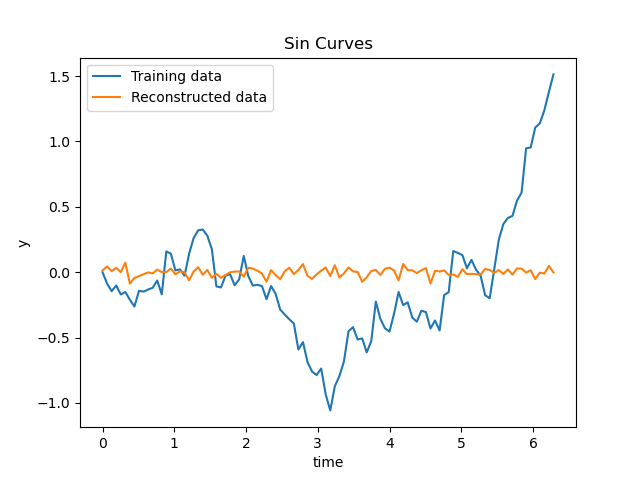 Sin Curves
Training data
Reconstructed data
1.5
1.0
0.5
0.0
−0.5
−1.0
y
0 1 2 3 4 5 6
time